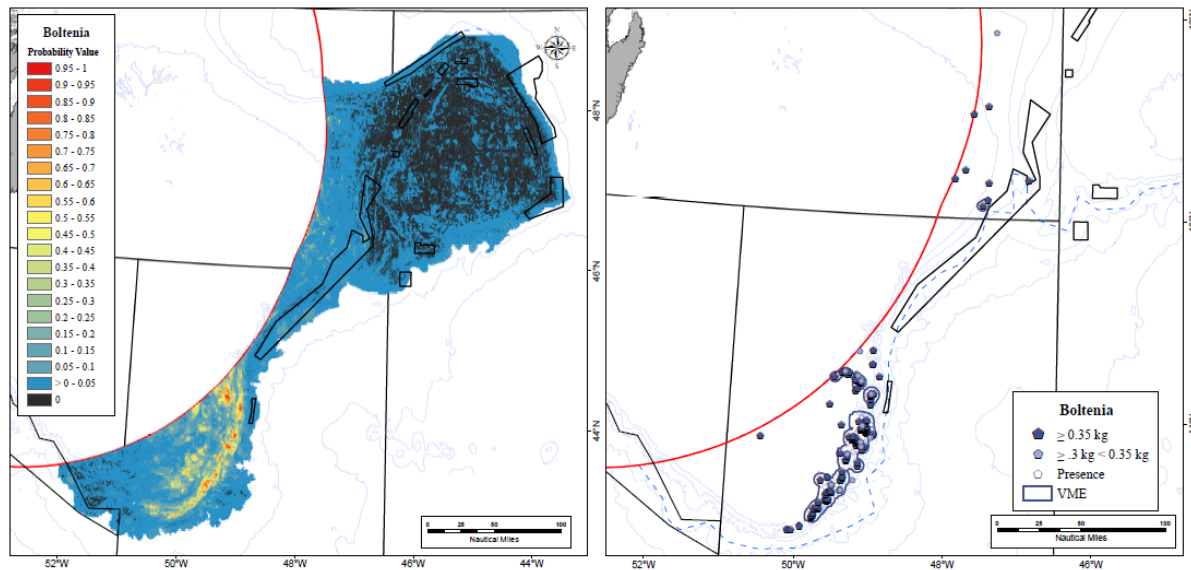 Boltenia
Probability Value
0.95 - 1
0.9 - 0.95
0.85 - 0.9
0.8 - 0.85
0.75 - 0.8
0.7 - 0.75
0.65 - 0.7
0.6 - 0.65
0.55 - 0.6
0.5 - 0.55
0.45 - 0.5
0.4 - 0.45
0.35 - 0.4
0.3 - 0.35
0.25 - 0.3
0.2 - 0.25
0.15 - 0.2
0.1 - 0.15
0.05 - 0.1
> 0 - 0.05
0
N
W
E
S
48°N
46°N
44°N
0 25 50 100
Nautical Miles
52°W 50°W 48°W 46°W 44°W
Boltenia
≥ 0.35 kg
≥ .3 kg < 0.35 kg
Presence
VME
0 25 50 100
Nautical Miles
52°W 50°W 48°W 46°W